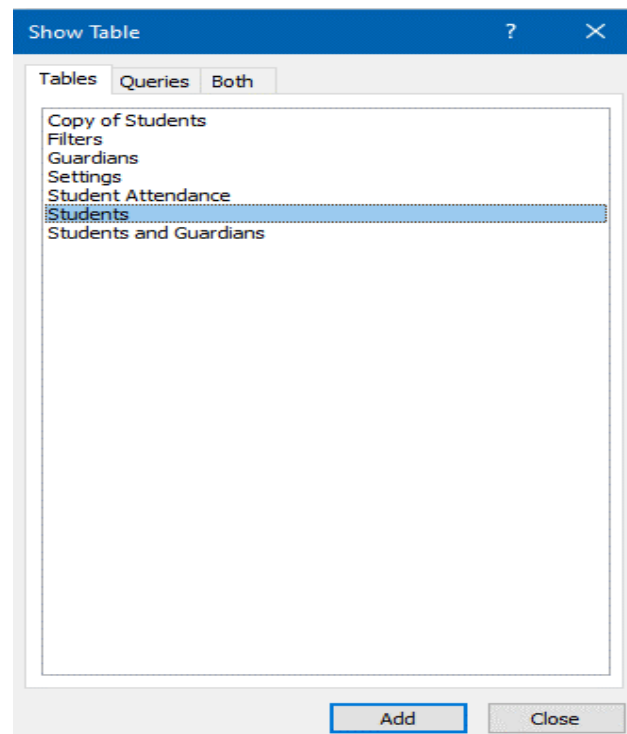 Show Table ?
Tables Queries Both
Copy of Students
Filters
Guardians
Settings
Student Attendance
Students
Students and Guardians
Add Close